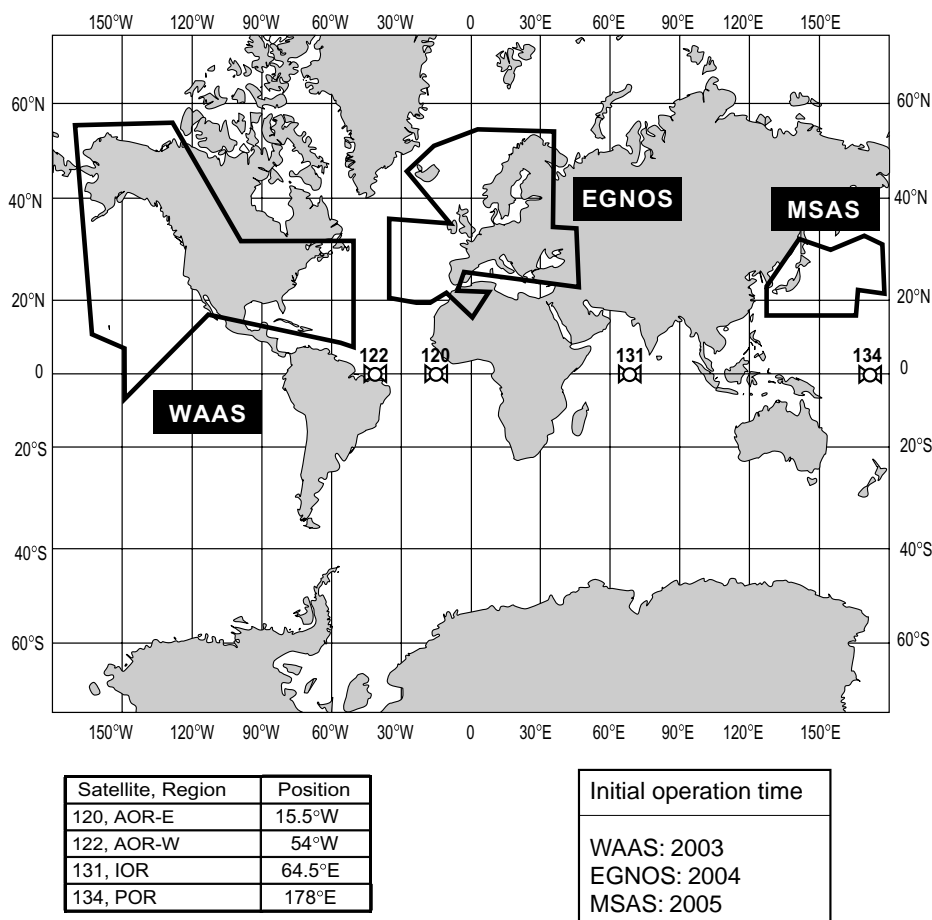 150°W 120°W 90°W 60°W 30°W 0 30°E 60°E 90°E 120°E 150°E
60°N 60°N
EGNOS
40°N MSAS 40°N
20°N 20°N
122 120 131 134
0 0
WAAS
20°S 20°S
40°S 40°S
60°S 60°S
150°W 120°W 90°W 60°W 30°W 0 30°E 60°E 90°E 120°E 150°E
Satellite, Region Position
120, AOR-E 15.5°W
122, AOR-W 54°W
131, IOR 64.5°E
134, POR 178°E
Initial operation time
WAAS: 2003
EGNOS: 2004
MSAS: 2005